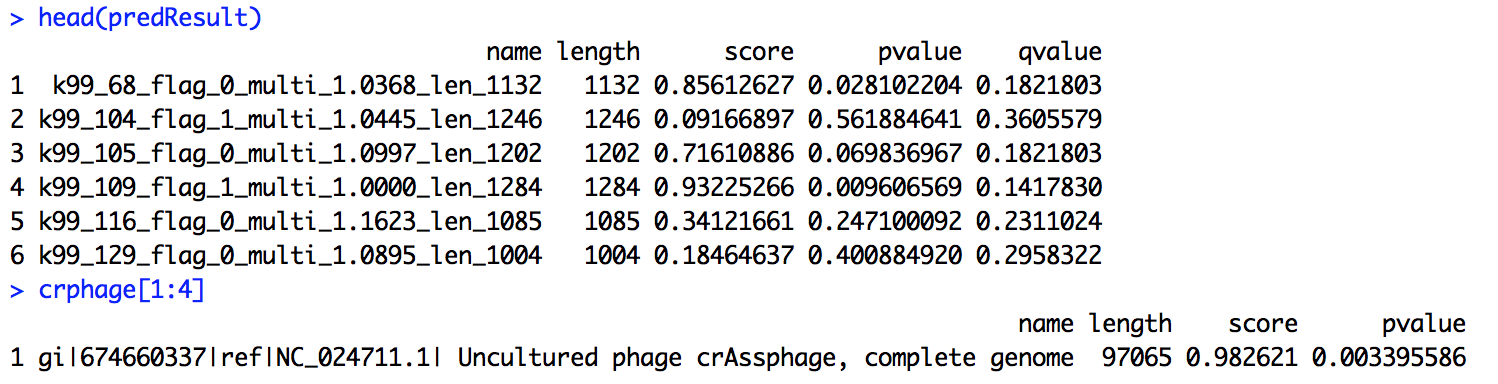 > head(predResult)
name length score pvalue qvalue
1 k99_68_flag_0_multi_1.0368_len_1132 1132 0.85612627 0.028102204 0.1821803
2 k99_104_flag_1_multi_1.0445_len_1246 1246 0.09166897 0.561884641 0.3605579
3 k99_105_flag_0_multi_1.0997_len_1202 1202 0.71610886 0.069836967 0.1821803
4 k99_109_flag_1_multi_1.0000_len_1284 1284 0.93225266 0.009606569 0.1417830
5 k99_116_flag_0_multi_1.1623_len_1085 1085 0.34121661 0.247100092 0.2311024
6 k99_129_flag_0_multi_1.0895_len_1004 1004 0.18464637 0.400884920 0.2958322
> crphage[1:4]
name length score pvalue
1 gi|674660337|ref|NC_024711.1| Uncultured phage crAssphage, complete genome 97065 0.982621 0.003395586